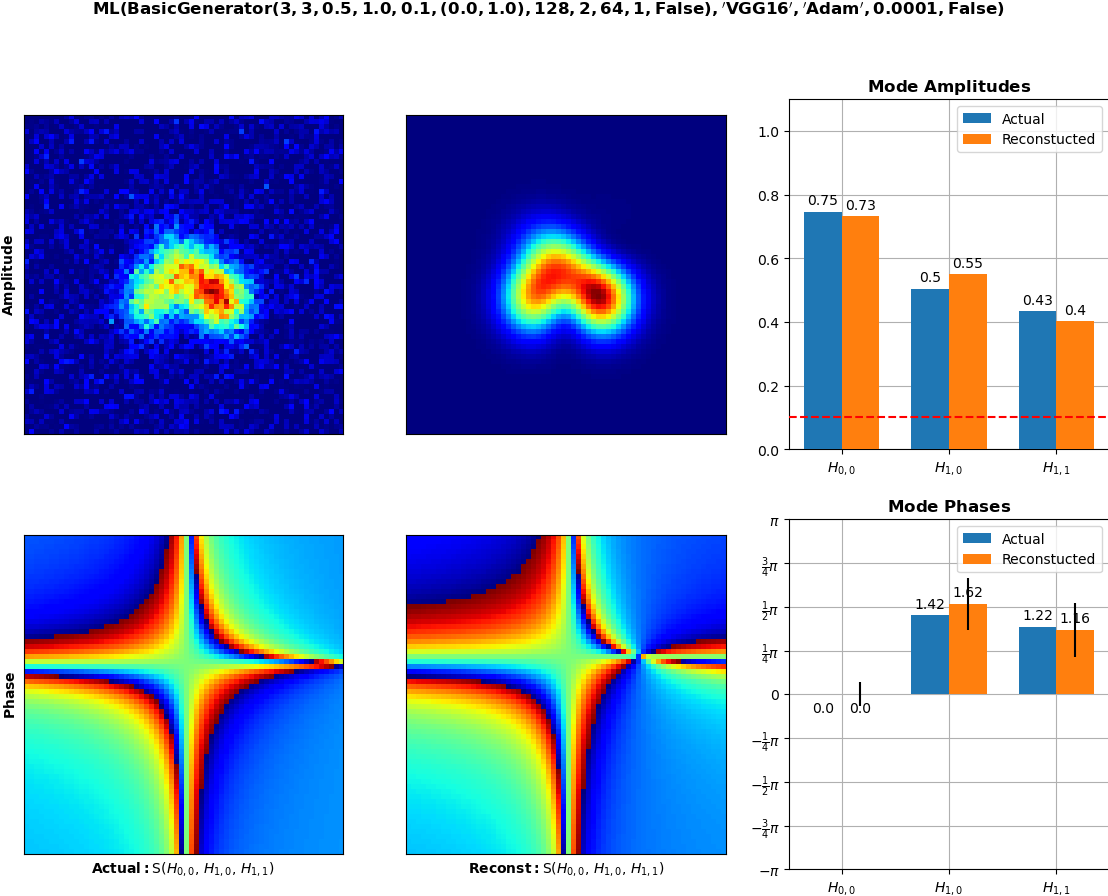 ML(BasicGenerator(3, 3, 0.5, 1.0, 0.1, (0.0, 1.0), 128, 2, 64, 1, False), ′VGG16′, ′Adam′, 0.0001, False)
Amplitude
Mode Amplitudes
Actual
Reconstucted
1.0
0.8
0.6
0.4
0.2
0.0
0.75
0.73
0.5
0.55
0.43
0.4
H0,0
H1,0
H1,1
Phase
Actual: S(H0,0, H1,0, H1,1)
Reconst: S(H0,0, H1,0, H1,1)
Mode Phases
Actual
Reconstucted
π
3/4π
1/2π
1/4π
0
−1/4π
−1/2π
−3/4π
−π
0.0
0.0
1.42
1.62
1.22
1.16
H0,0
H1,0
H1,1